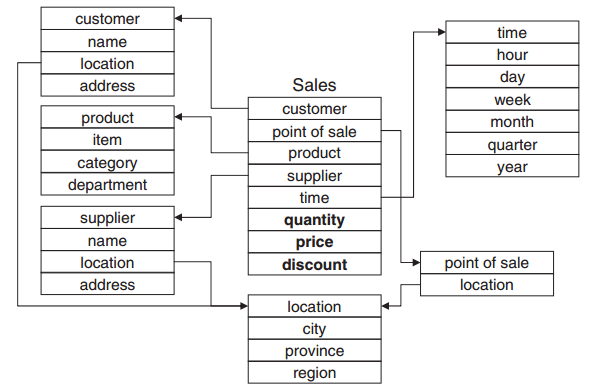 customer
name
location
address
product
item
category
department
supplier
name
location
address
Sales
customer
point of sale
product
supplier
time
quantity
price
discount
location
city
province
region
time
hour
day
week
month
quarter
year
point of sale
location